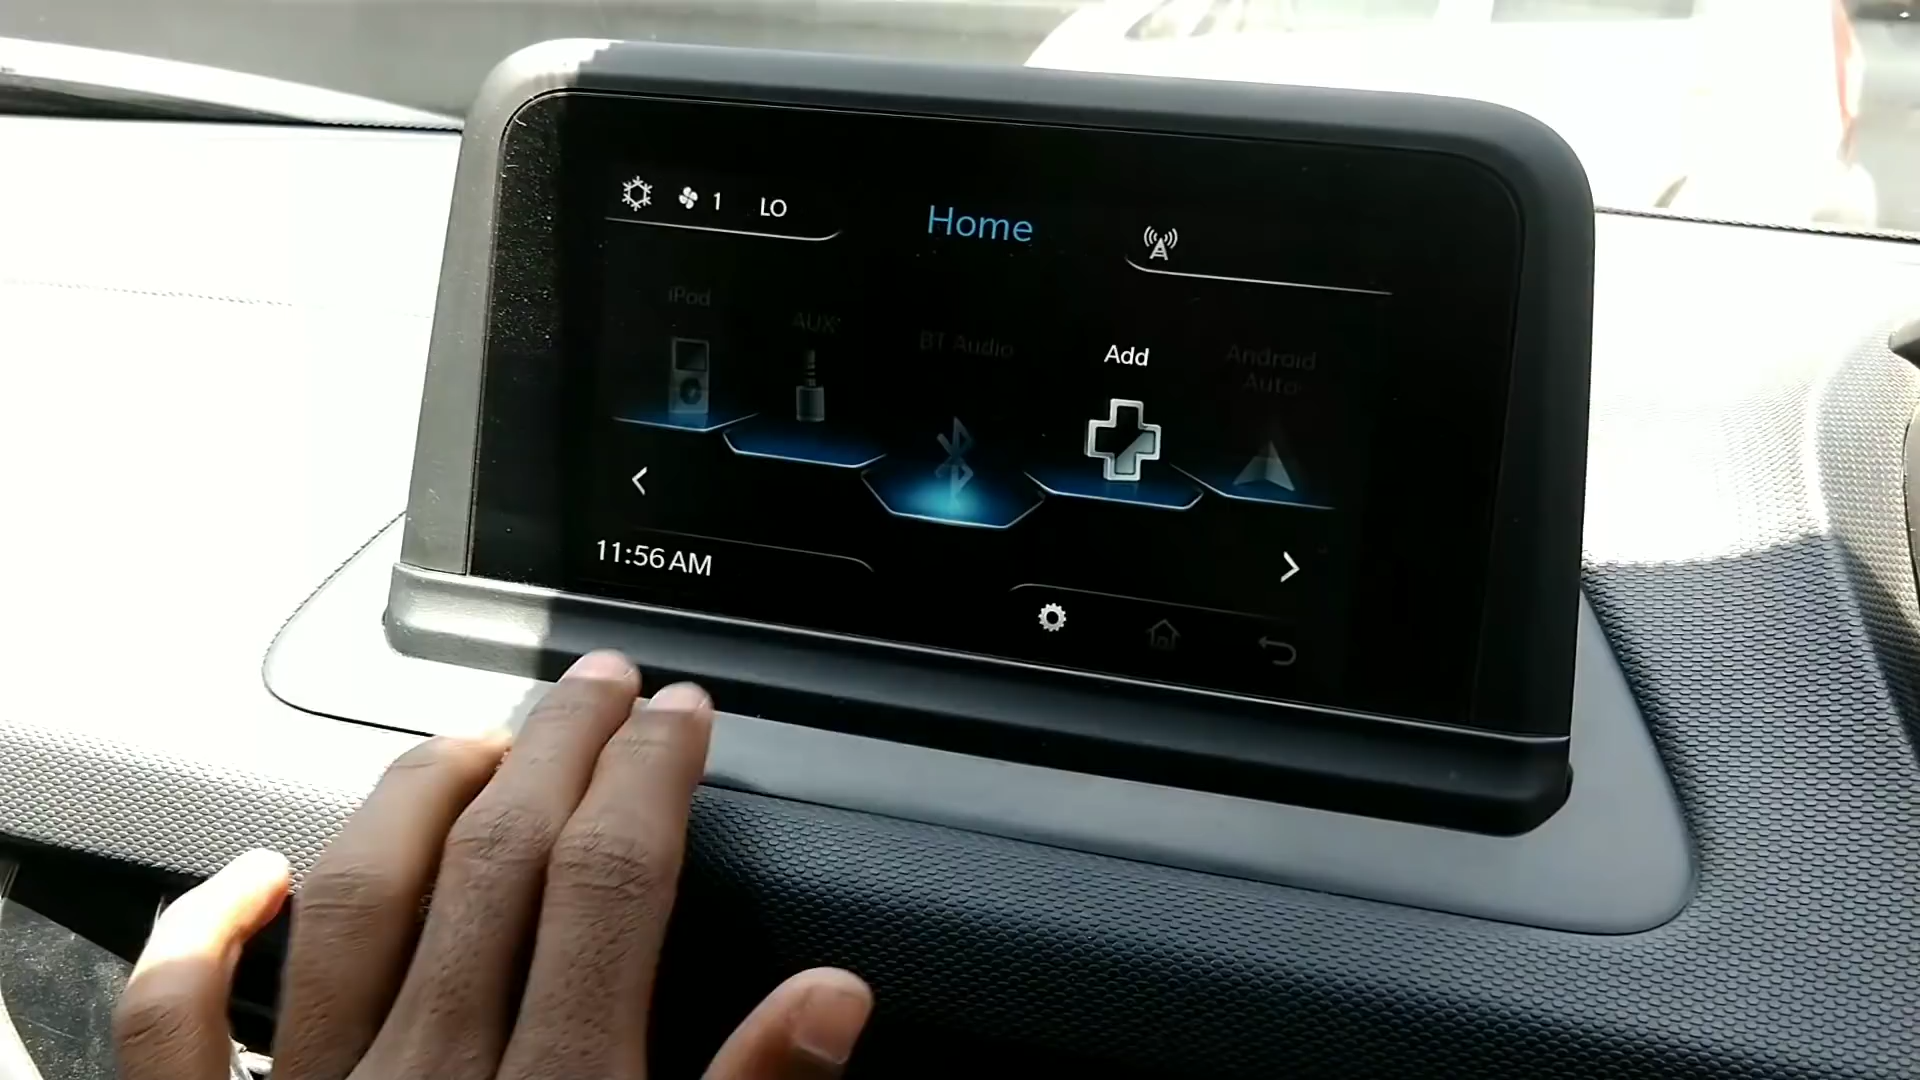 1 LO
Home
iPod
AUX
BT Audio
Add
Android
Auto
11:56 AM